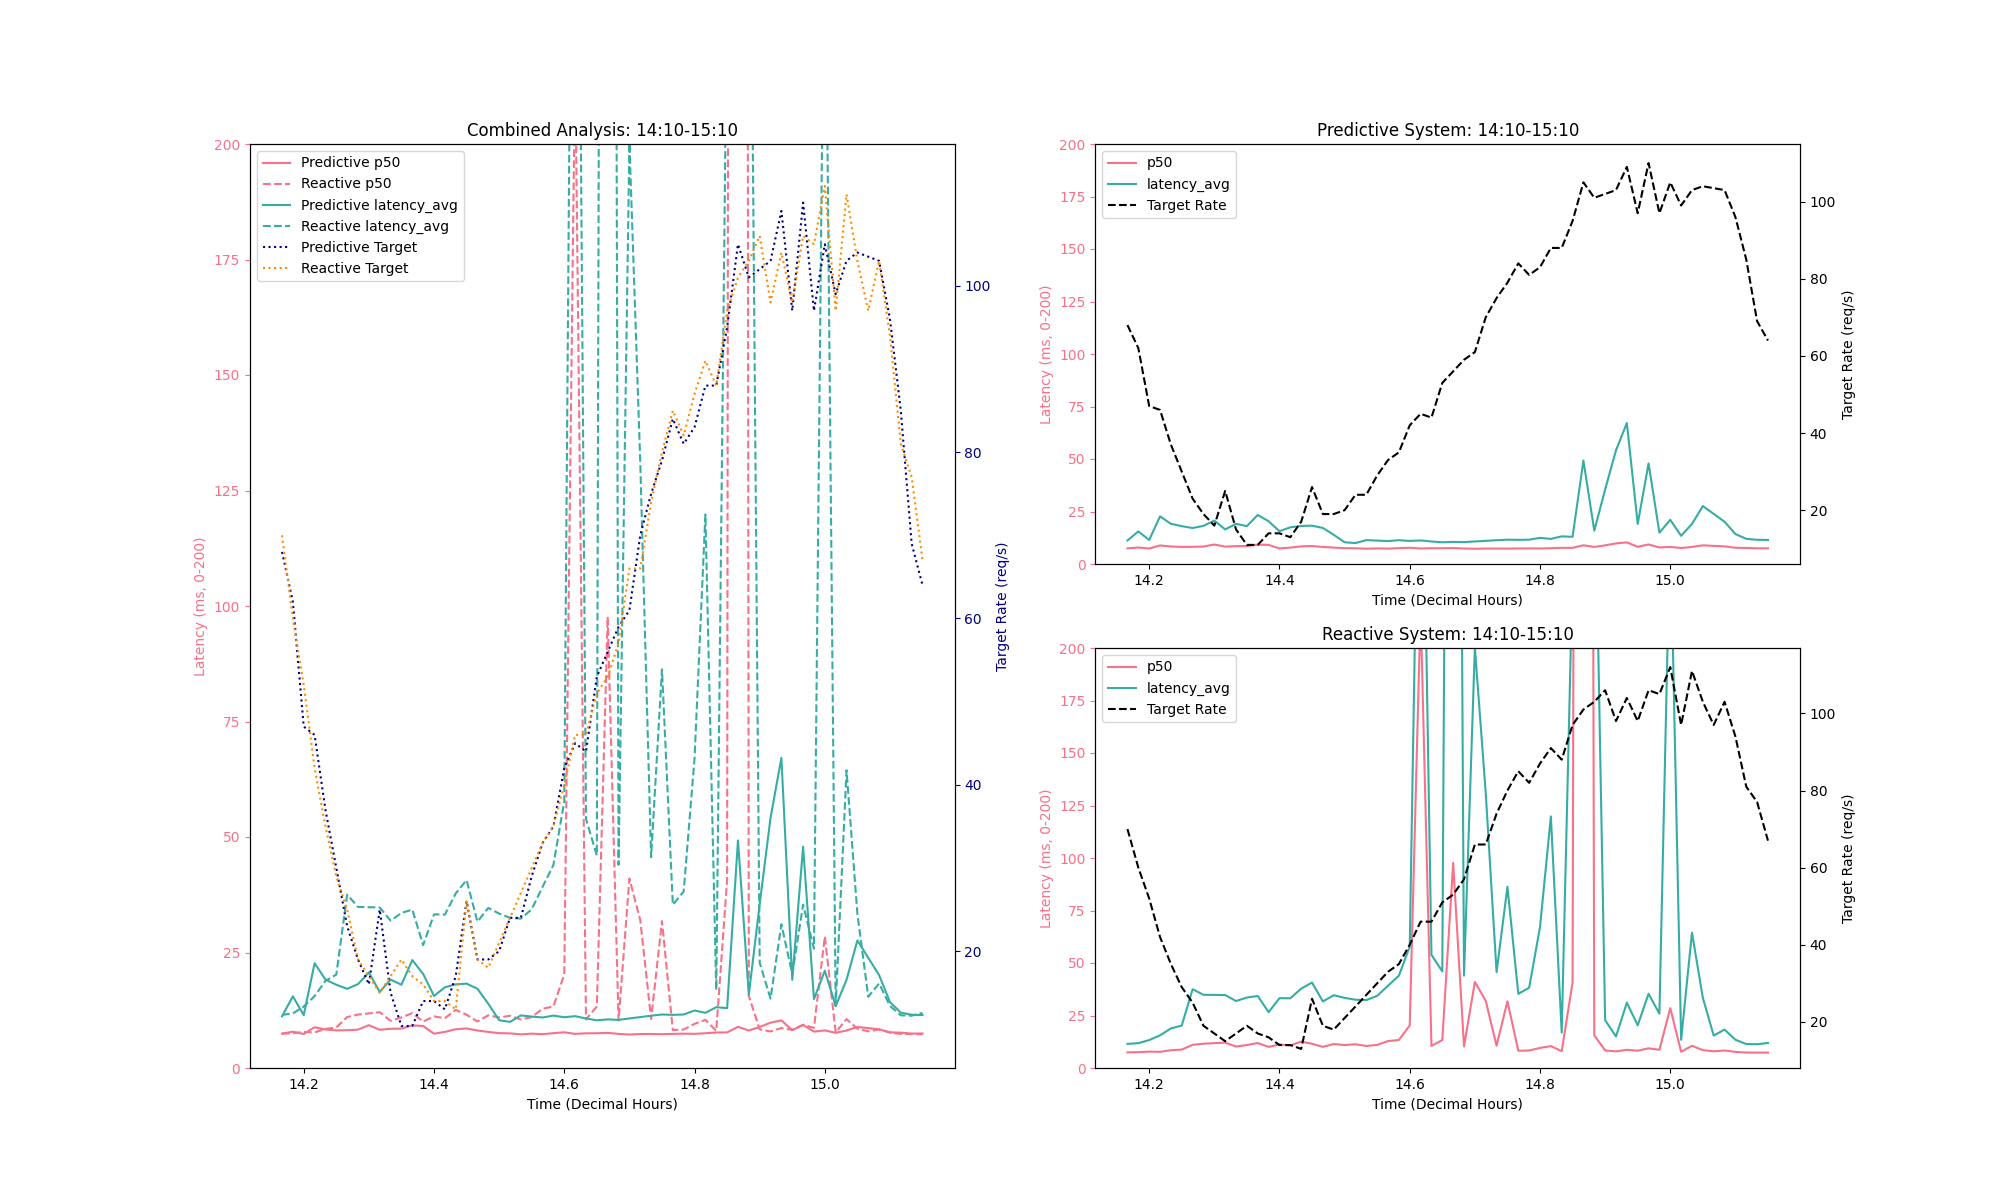 Combined Analysis: 14:10-15:10
200
175
150
125
100
75
50
25
0
Latency (ms, 0-200)
Predictive p50
Reactive p50
Predictive latency_avg
Reactive latency_avg
Predictive Target
Reactive Target
100
80
60
40
20
Target Rate (req/s)
14.2 14.4 14.6 14.8 15.0
Time (Decimal Hours)
Predictive System: 14:10-15:10
200
175
150
125
100
75
50
25
0
Latency (ms, 0-200)
p50
latency_avg
Target Rate
100
80
60
40
20
Target Rate (req/s)
14.2 14.4 14.6 14.8 15.0
Time (Decimal Hours)
Reactive System: 14:10-15:10
200
175
150
125
100
75
50
25
0
Latency (ms, 0-200)
p50
latency_avg
Target Rate
100
80
60
40
20
Target Rate (req/s)
14.2 14.4 14.6 14.8 15.0
Time (Decimal Hours)